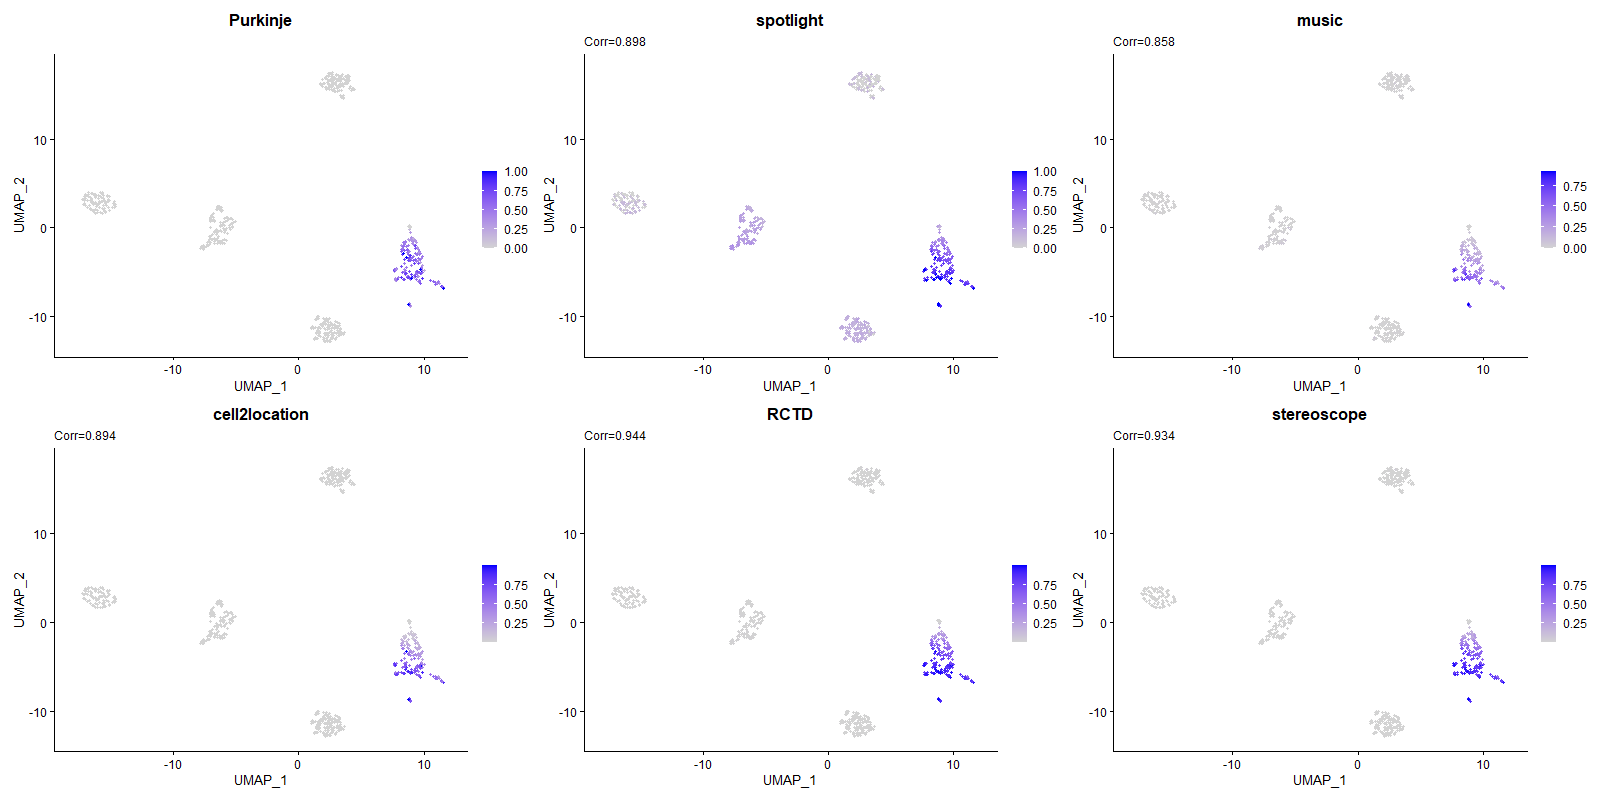 Purkinje
UMAP_2
10
0
-10
-10
0
10
UMAP_1
1.00
0.75
0.50
0.25
0.00
spotlight
Corr=0.898
UMAP_2
10
0
-10
-10
0
10
UMAP_1
1.00
0.75
0.50
0.25
0.00
music
Corr=0.858
UMAP_2
10
0
-10
-10
0
10
UMAP_1
0.75
0.50
0.25
0.00
cell2location
Corr=0.894
UMAP_2
10
0
-10
-10
0
10
UMAP_1
0.75
0.50
0.25
RCTD
Corr=0.944
UMAP_2
10
0
-10
-10
0
10
UMAP_1
0.75
0.50
0.25
stereoscope
Corr=0.934
UMAP_2
10
0
-10
-10
0
10
UMAP_1
0.75
0.50
0.25